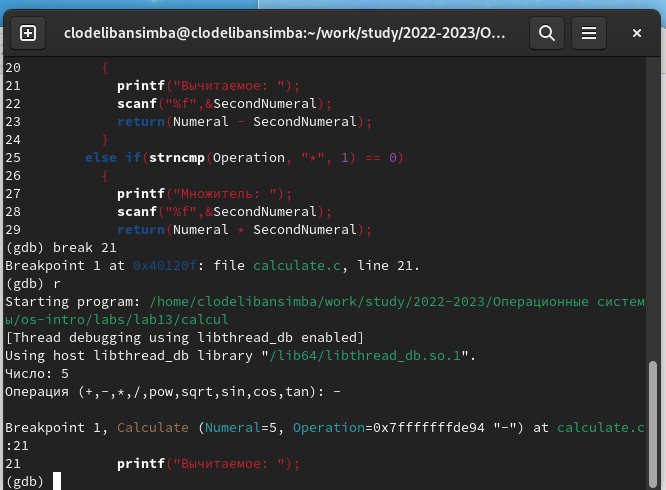 clodelibansimba@clodelibansimba:~/work/study/2022-2023/О...
20          {
21            printf("Вычитаемое: ");
22            scanf("%f",&SecondNumeral);
23            return(Numeral - SecondNumeral);
24          }
25        else if(strncmp(Operation, "*", 1) == 0)
26          {
27            printf("Множитель: ");
28            scanf("%f",&SecondNumeral);
29            return(Numeral * SecondNumeral);
(gdb) break 21
Breakpoint 1 at 0x40120f: file calculate.c, line 21.
(gdb) r
Starting program: /home/clodelibansimba/work/study/2022-2023/Операционные систем
ы/os-intro/labs/lab13/calcul
[Thread debugging using libthread_db enabled]
Using host libthread_db library "/lib64/libthread_db.so.1".
Число: 5
Операция (+,-,*,/,pow,sqrt,sin,cos,tan): -
Breakpoint 1, Calculate (Numeral=5, Operation=0x7fffffffde94 "-") at calculate.c
:21
21            printf("Вычитаемое: ");
(gdb)